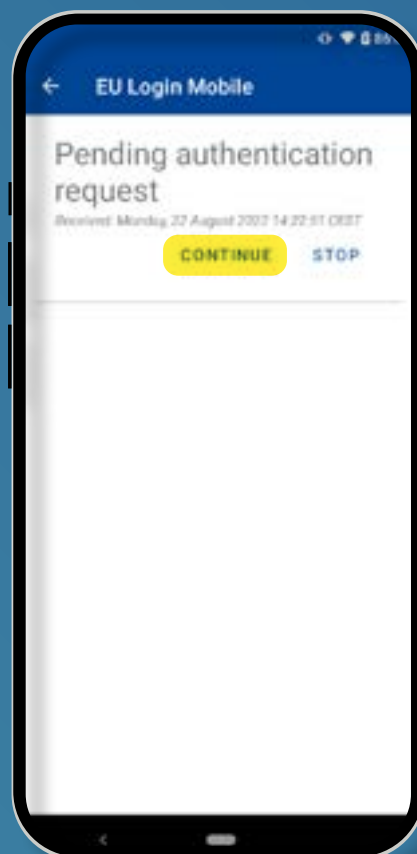 EU Login Mobile
Pending authentication
request
Received: Monday, 22 August 2022 14:22:51 CEST
CONTINUE STOP